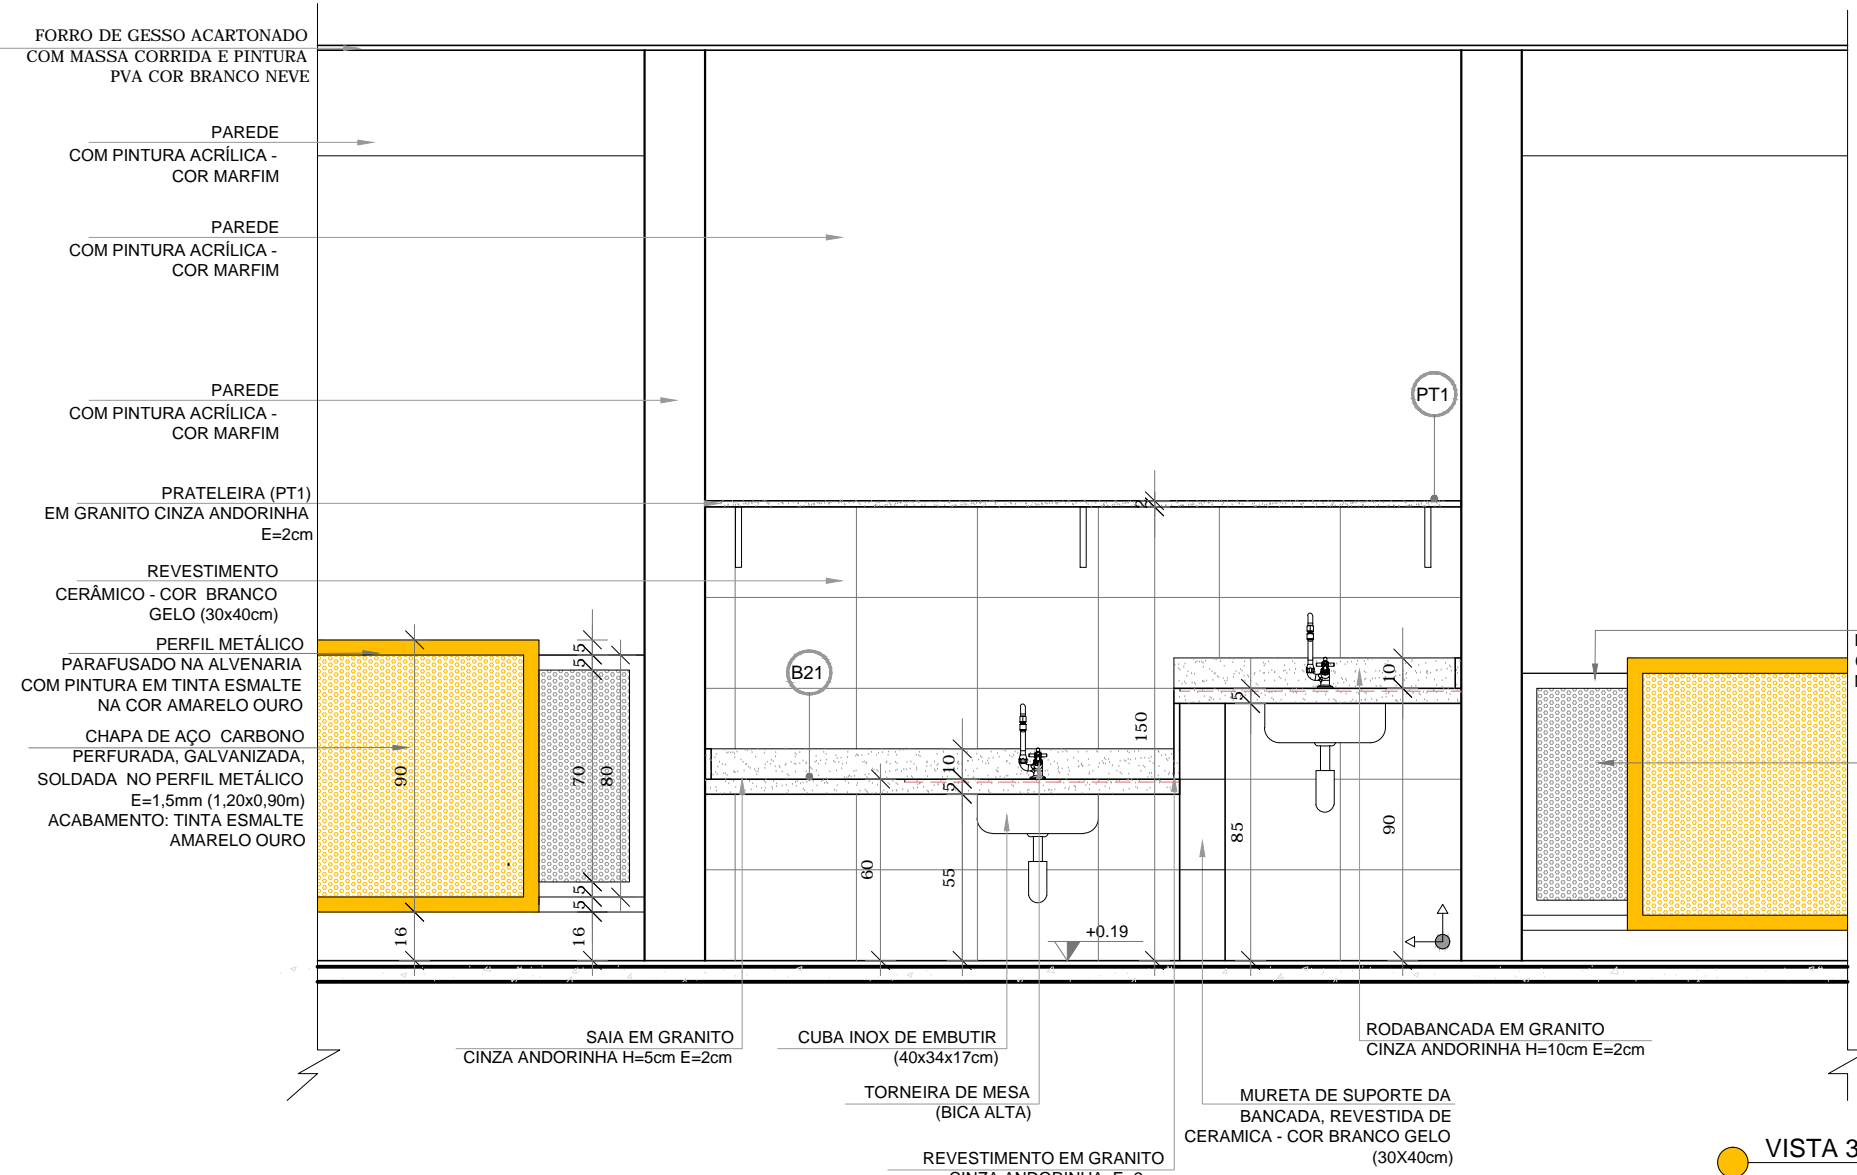 FORRO DE GESSO ACARTONADO
COM MASSA CORRIDA E PINTURA
PVA COR BRANCO NEVE
PAREDE
COM PINTURA ACRÍLICA -
COR MARFIM
PAREDE
COM PINTURA ACRÍLICA -
COR MARFIM
PAREDE
COM PINTURA ACRÍLICA -
COR MARFIM
PT1
PRATELEIRA (PT1)
EM GRANITO CINZA ANDORINHA
E=2cm
2
REVESTIMENTO
CERÂMICO - COR BRANCO
GELO (30x40cm)
PERFIL METÁLICO
PARAFUSADO NA ALVENARIA
COM PINTURA EM TINTA ESMALTE
NA COR AMARELO OURO
CHAPA DE AÇO CARBONO
PERFURADA, GALVANIZADA,
SOLDADA NO PERFIL METÁLICO
E=1,5mm (1,20x0,90m)
ACABAMENTO: TINTA ESMALTE
AMARELO OURO
90
16
5
5
70
80
5
5
16
B21
10
5
60
55
150
5
10
85
90
+0.19
SAIA EM GRANITO
CINZA ANDORINHA H=5cm E=2cm
CUBA INOX DE EMBUTIR
(40x34x17cm)
TORNEIRA DE MESA
(BICA ALTA)
REVESTIMENTO EM GRANITO
RODABANCADA EM GRANITO
CINZA ANDORINHA H=10cm E=2cm
MURETA DE SUPORTE DA
BANCADA, REVESTIDA DE
CERAMICA - COR BRANCO GELO
(30X40cm)
VISTA 3